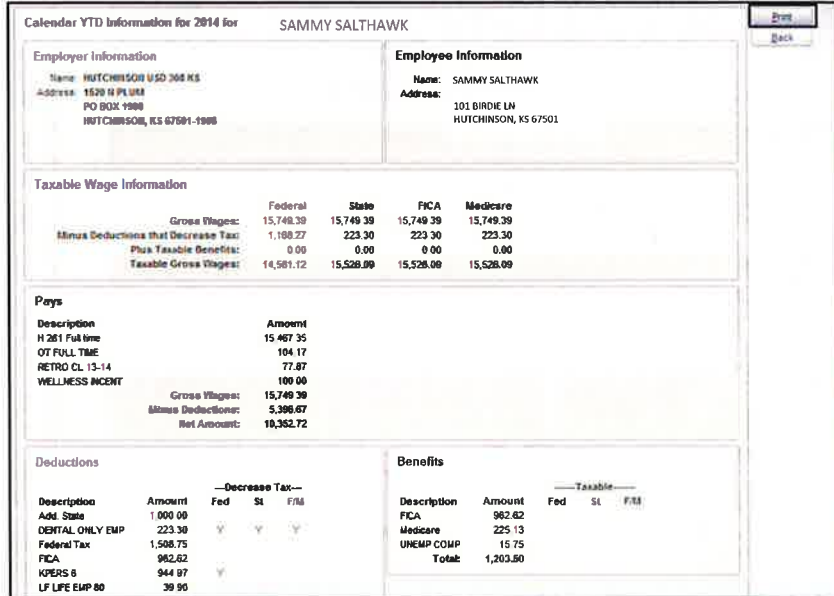 Calendar YTD Information for 2014 for SAMMY SALTHAWK
Print
Back
Employer Information
Name: HUTCHINSON USD 308 KS
Address: 1520 N PLUM
PO BOX 1908
HUTCHINSON, KS 67501-1908
Employee Information
Name: SAMMY SALTHAWK
Address:
101 BIRDIE LN
HUTCHINSON, KS 67501
Taxable Wage Information
Federal State FICA Medicare
Gross Wages: 15,749.39 15,749.39 15,749.39 15,749.39
Minus Deductions that Decrease Tax: 1,168.27 223.30 223.30 223.30
Plus Taxable Benefits: 0.00 0.00 0.00 0.00
Taxable Gross Wages: 14,581.12 15,526.09 15,526.09 15,526.09
Pays
Description Amount
H 261 Full time 15,467.35
OT FULL TIME 104.17
RETRO CL 13-14 77.87
WELLNESS INCENT 100.00
Gross Wages: 15,749.39
Minus Deductions: 5,396.67
Net Amount: 10,352.72
Deductions
---Decrease Tax---
Description Amount Fed St F/M
Add. State 1,000.00
DENTAL ONLY EMP 223.30 Y Y Y
Federal Tax 1,508.75
FICA 962.62
KPERS 6 944.97 Y
LF LIFE EMP 80 39.96
Benefits
------Taxable------
Description Amount Fed St F/M
FICA 962.62
Medicare 225.13
UNEMP COMP 15.75
Total: 1,203.50